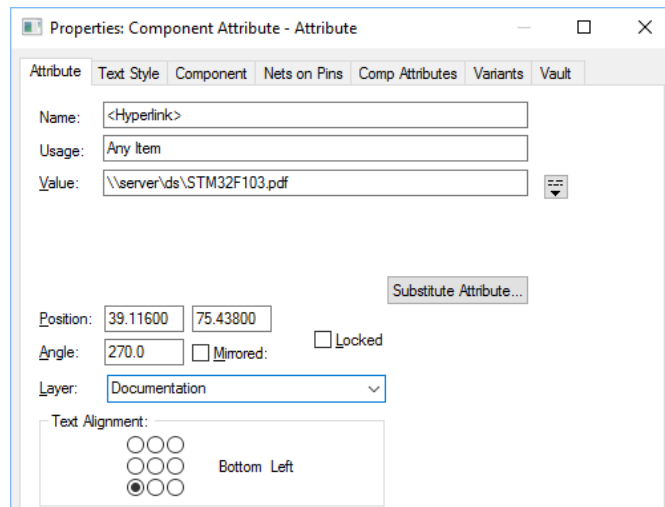 Properties: Component Attribute - Attribute
Attribute Text Style Component Nets on Pins Comp Attributes Variants Vault
Name: <Hyperlink>
Usage: Any Item
Value: \\server\ds\STM32F103.pdf
Substitute Attribute...
Position: 39.11600 75.43800
Locked
Angle: 270.0 Mirrored:
Layer: Documentation
Text Alignment:
Bottom Left